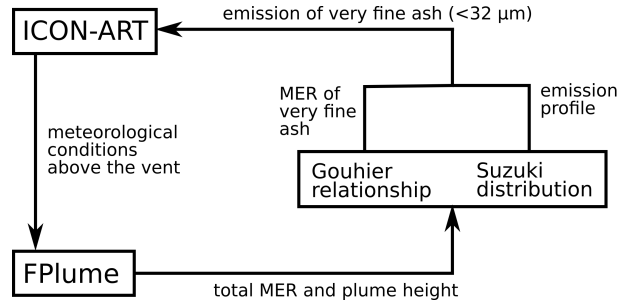 emission of very fine ash (<32 μm)
ICON-ART
MER of
very fine
ash
emission
profile
meteorological
conditions
above the vent
Gouhier
relationship
Suzuki
distribution
FPlume
total MER and plume height